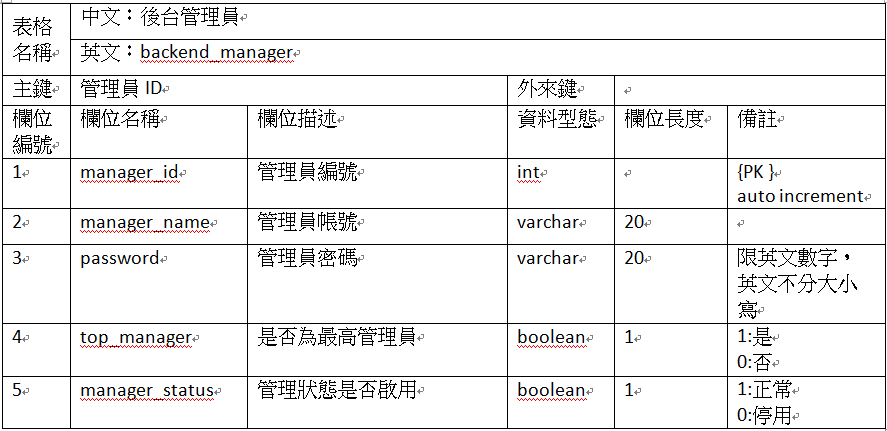 表格名稱 中文：後台管理員
英文：backend_manager
主鍵 管理員 ID 外來鍵
欄位編號 欄位名稱 欄位描述 資料型態 欄位長度 備註
1 manager_id 管理員編號 int {PK }
auto increment
2 manager_name 管理員帳號 varchar 20
3 password 管理員密碼 varchar 20 限英文數字，
英文不分大小
寫
4 top_manager 是否為最高管理員 boolean 1 1:是
0:否
5 manager_status 管理狀態是否啟用 boolean 1 1:正常
0:停用